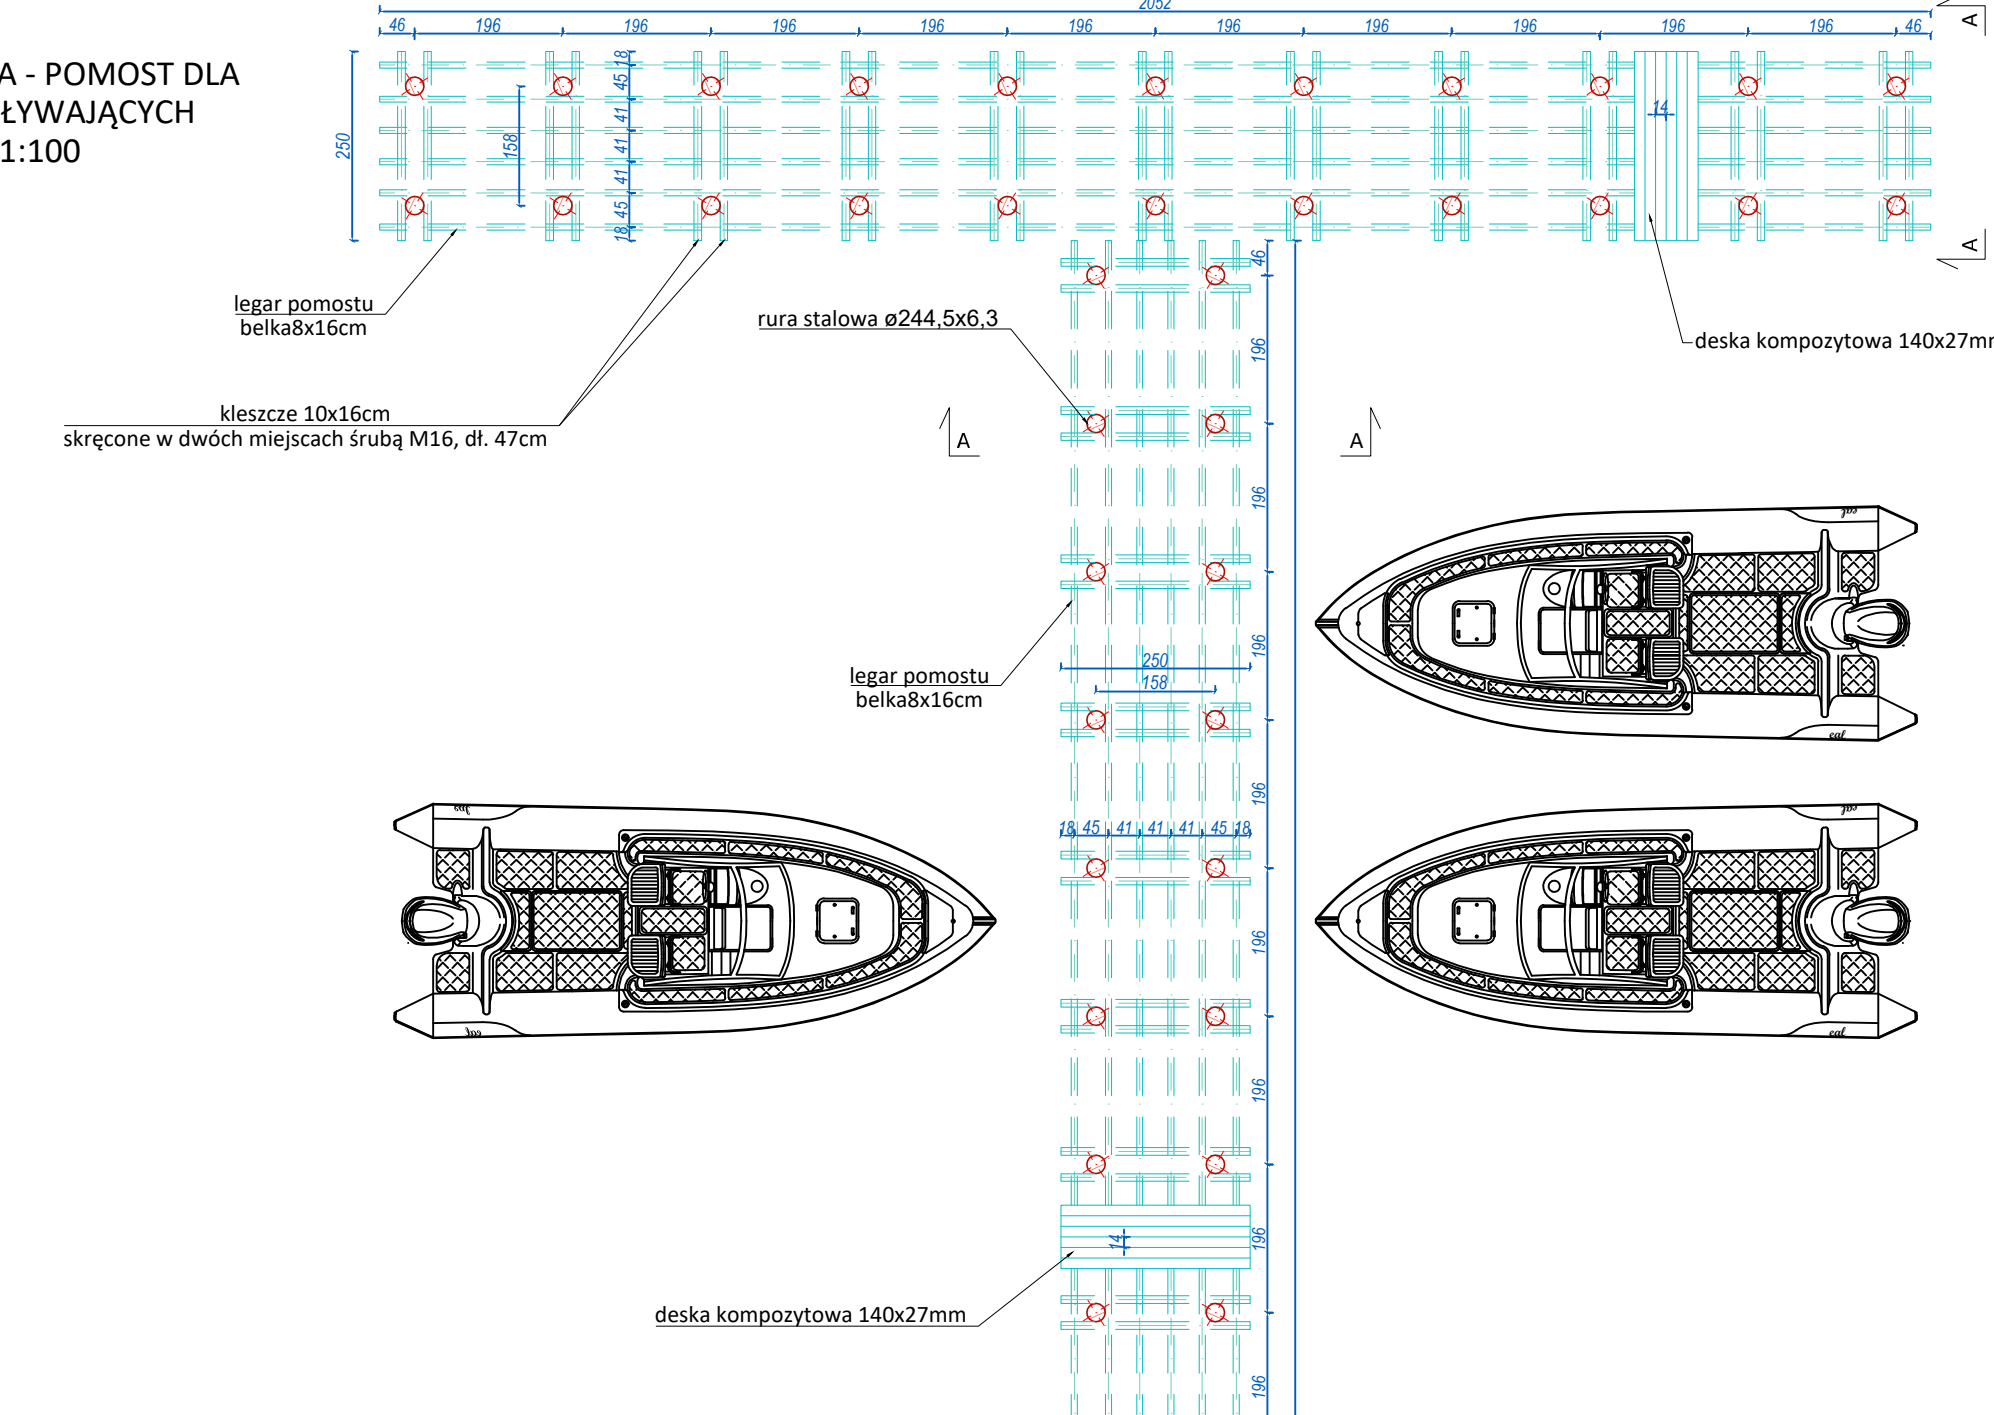 2052
46 196 196 196 196 196 196 196 196 196 196 46
A
A - POMOST DLA
ŁYWAJĄCYCH
1:100
250
158
18 45 41 41 41 45 18
14
A
legar pomostu
belka8x16cm
rura stalowa ø244,5x6,3
deska kompozytowa 140x27m
kleszcze 10x16cm
skręcone w dwóch miejscach śrubą M16, dł. 47cm
A
A
46
196
196
196
196
196
196
196
196
legar pomostu
belka8x16cm
250
158
18 45 41 41 41 45 18
14
deska kompozytowa 140x27mm